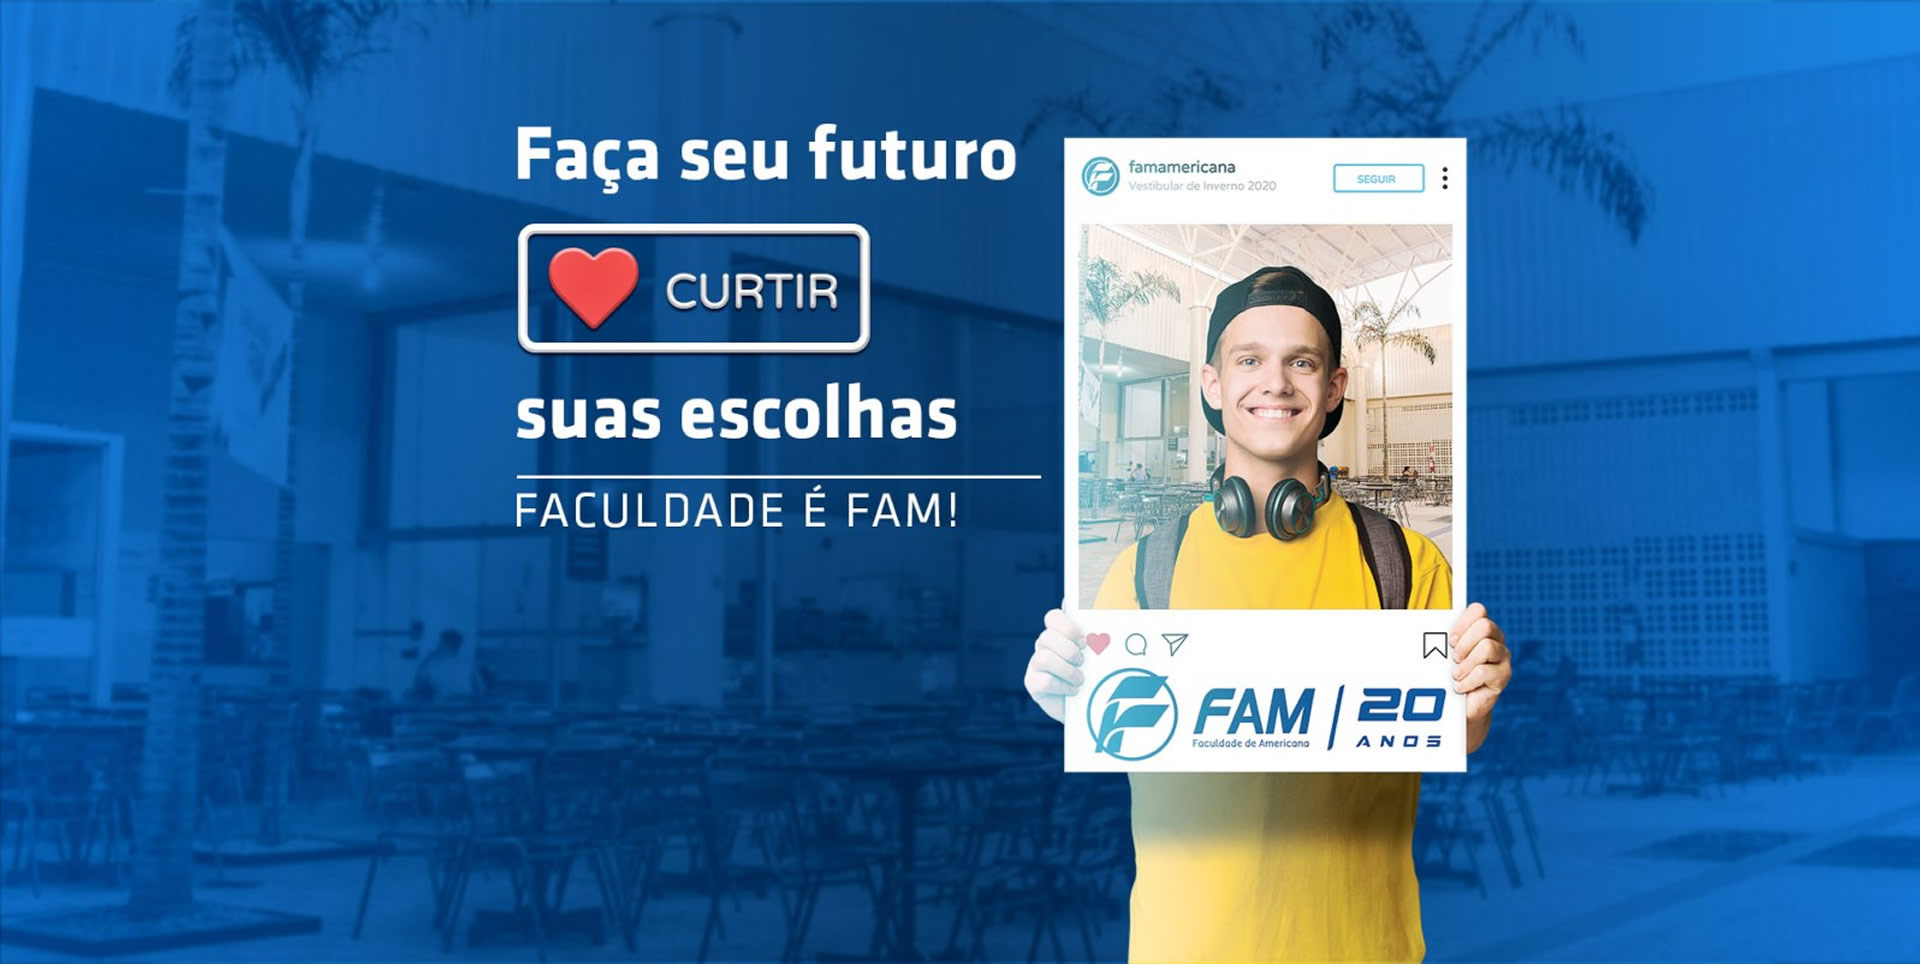 Faça seu futuro
CURTIR
suas escolhas
FACULDADE É FAM!
famamericana
Vestibular de Inverno 2020
SEGUIR
FAM | 20
Faculdade de Americana
ANOS